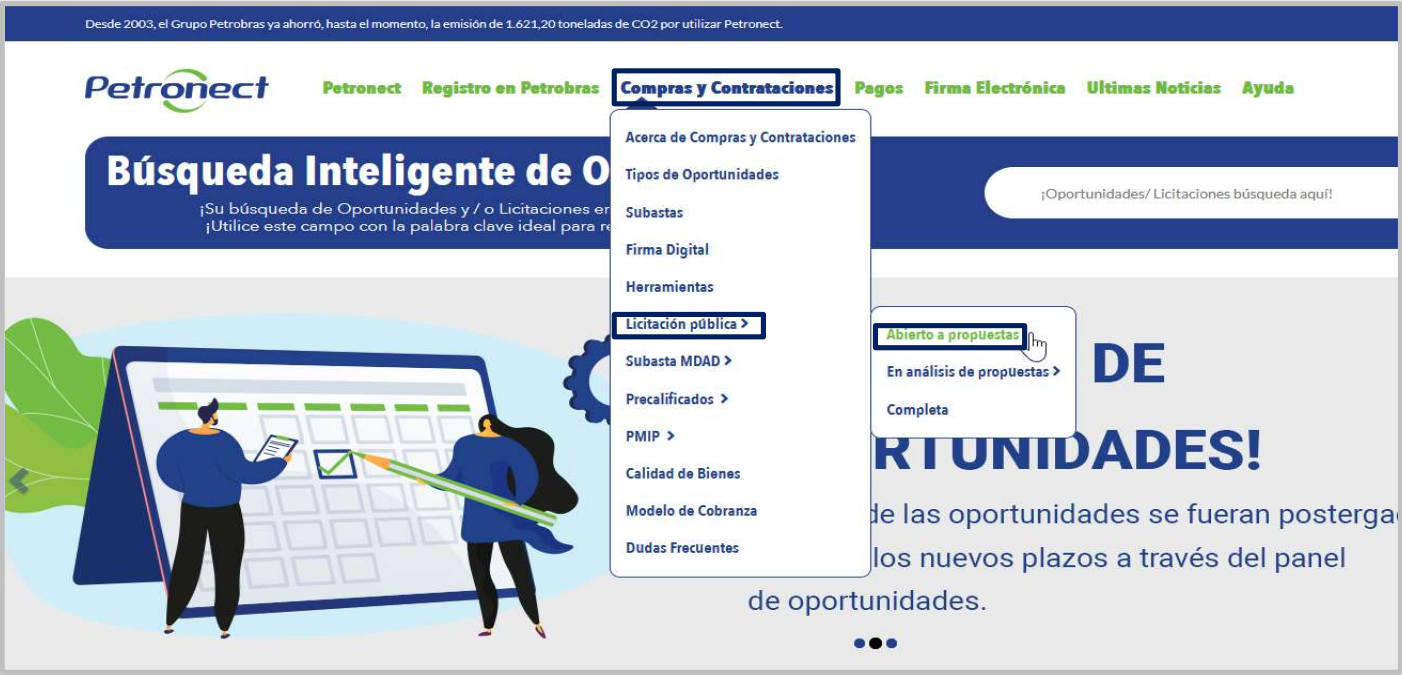 Desde 2003, el Grupo Petrobras ya ahorró, hasta el momento, la emisión de 1.621,20 toneladas de CO2 por utilizar Petronect.
Petronect
Petronect Registro en Petrobras Compras y Contrataciones Pagos Firma Electrónica Ultimas Noticias Ayuda
Búsqueda Inteligente de O
¡Su búsqueda de Oportunidades y / o Licitaciones en
¡Utilice este campo con la palabra clave ideal para re
¡Oportunidades/ Licitaciones búsqueda aquí!
Acerca de Compras y Contrataciones
Tipos de Oportunidades
Subastas
Firma Digital
Herramientas
Licitación pública >
Subasta MDAD >
Precalificados >
PMIP >
Calidad de Bienes
Modelo de Cobranza
Dudas Frecuentes
Abierto a propuestas
En análisis de propuestas >
Completa
DE
RTUNIDADES!
de las oportunidades se fueran posterga
los nuevos plazos a través del panel
de oportunidades.